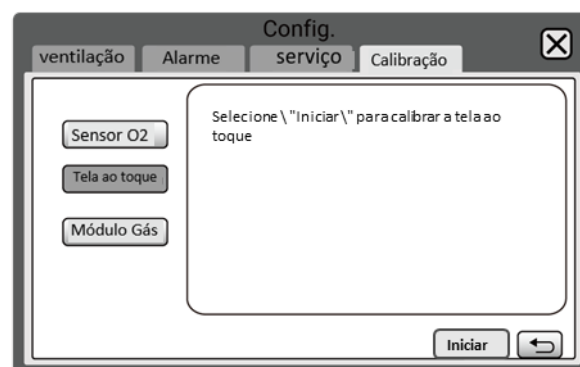 Config.
ventilação Alarme serviço Calibração
Sensor O2
Tela ao toque
Módulo Gás
Selecione \"Iniciar\" para calibrar a tela ao
toque
Iniciar